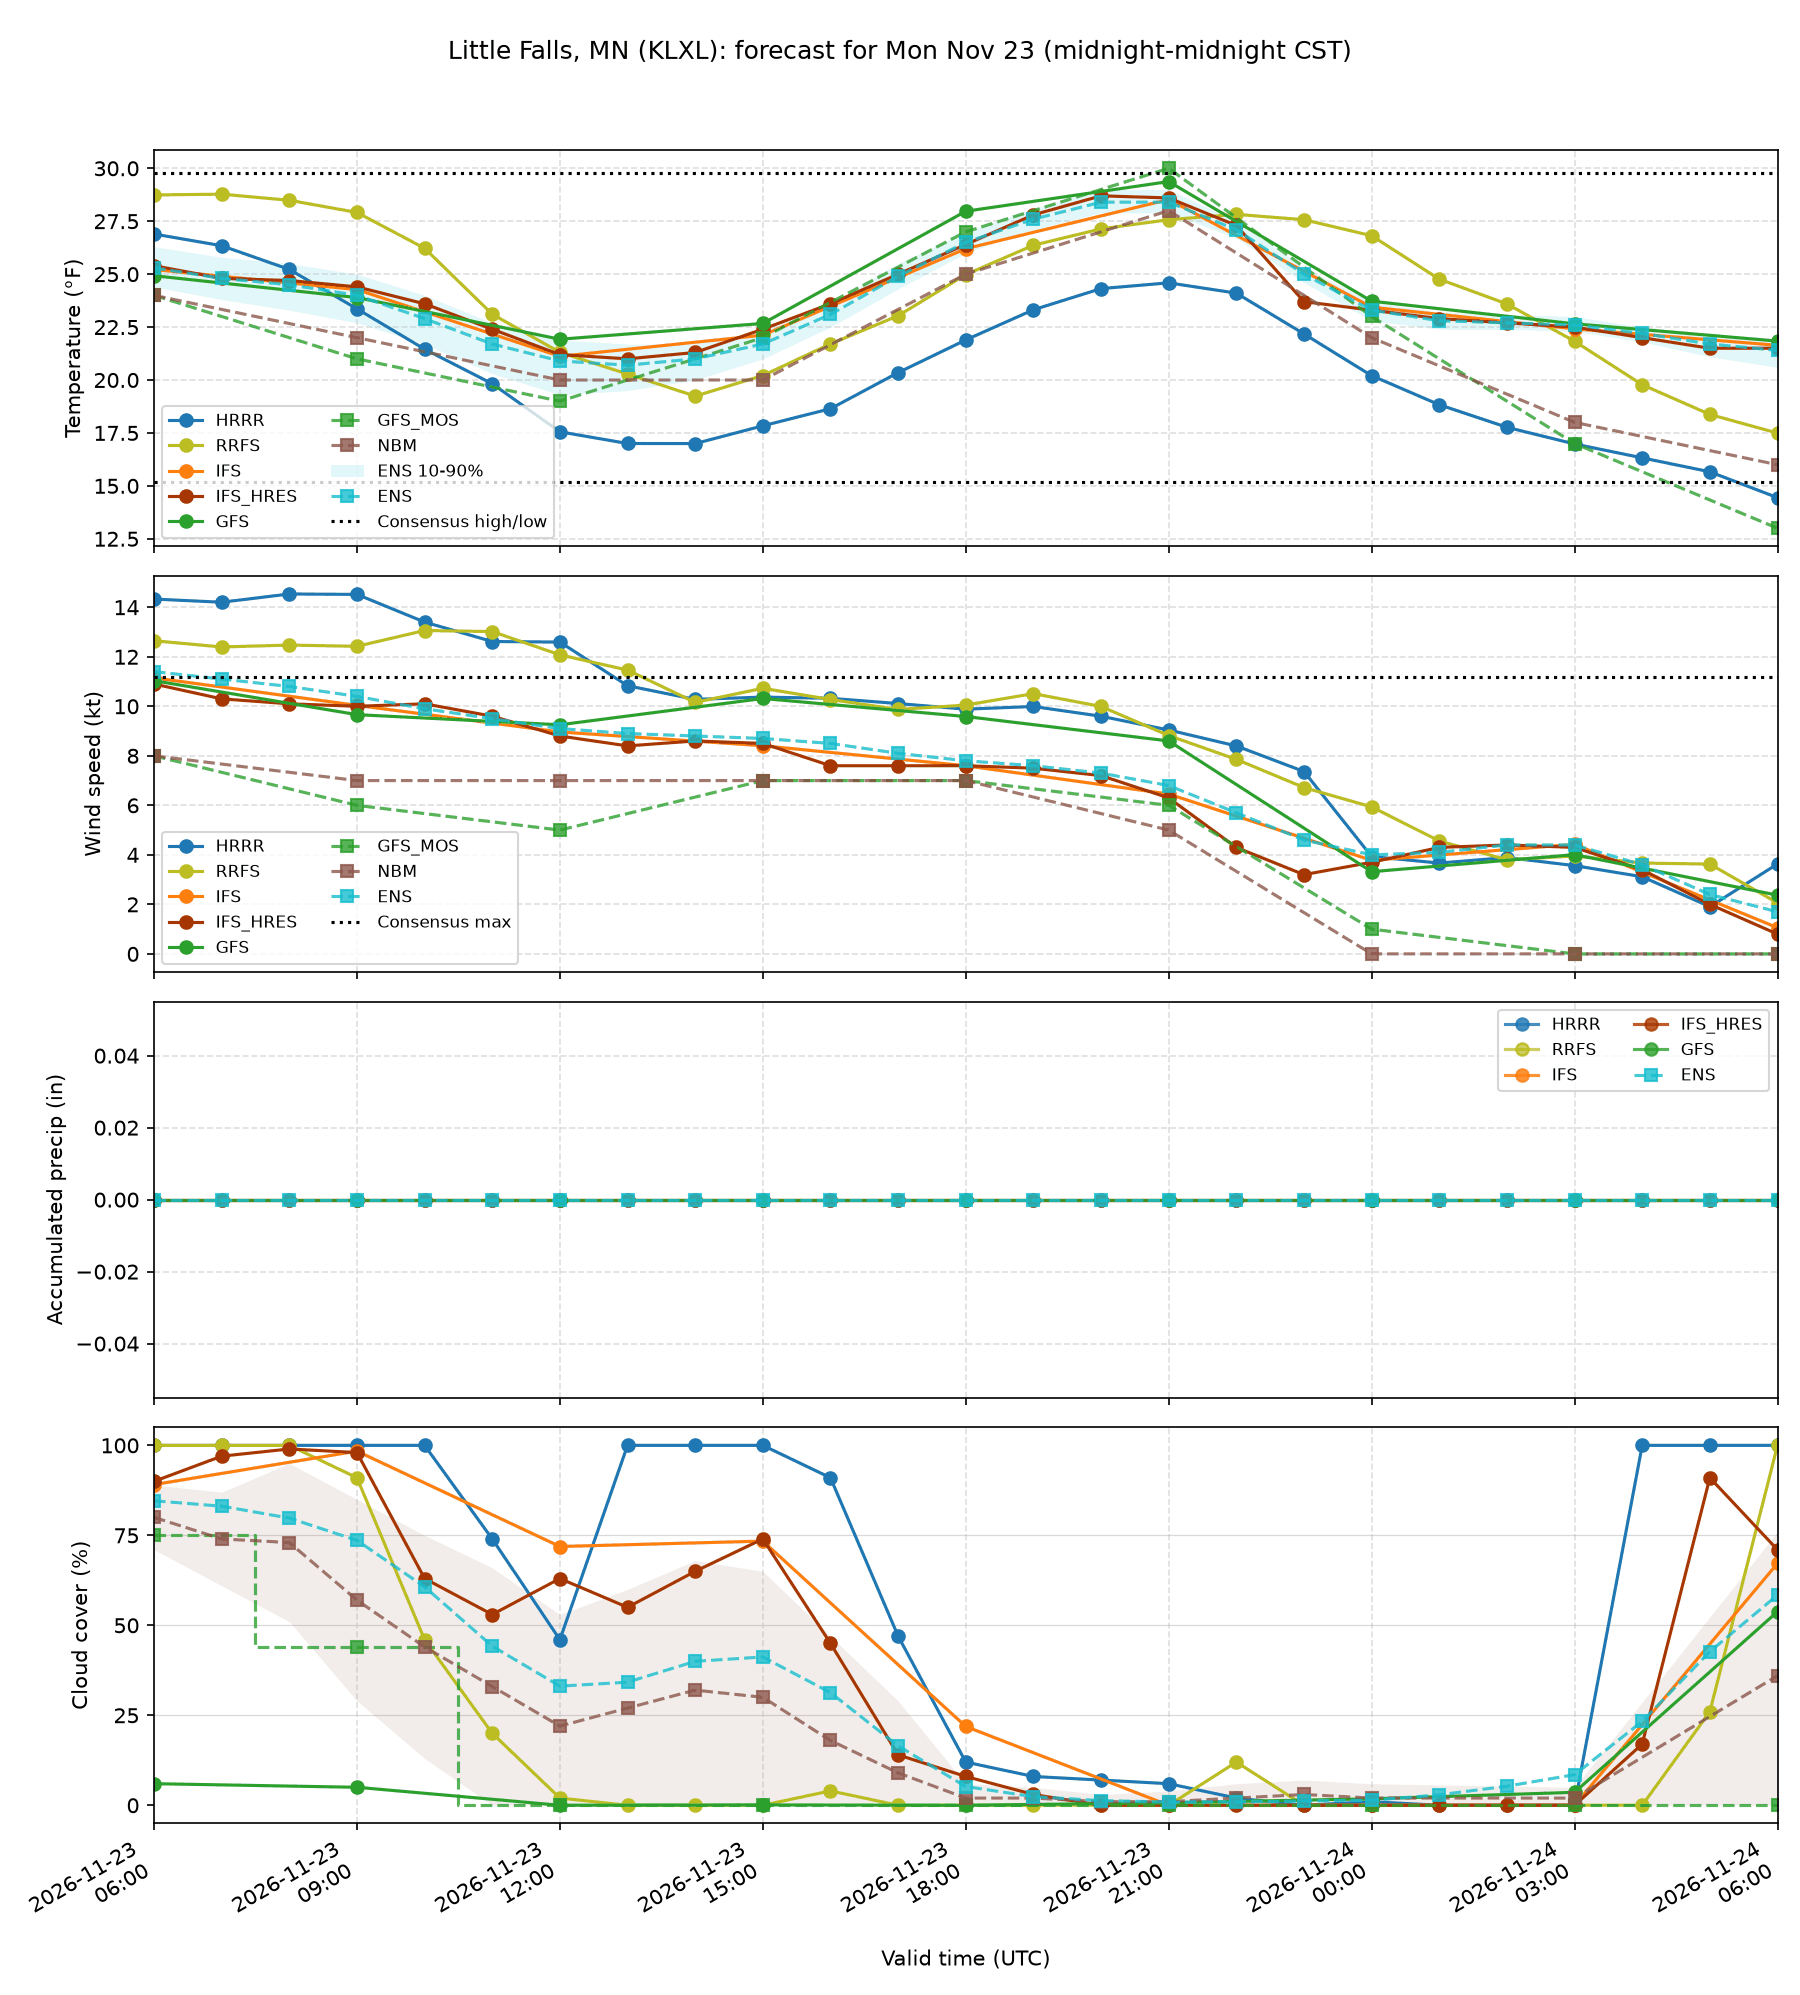 Little Falls, MN (KLXL): forecast for Mon Nov 23 (midnight-midnight CST)
Temperature (°F)
30.0
27.5
25.0
22.5
20.0
17.5
15.0
12.5
HRRR
RRFS
IFS
IFS_HRES
GFS
GFS_MOS
NBM
ENS 10-90%
ENS
Consensus high/low
Wind speed (kt)
14
12
10
8
6
4
2
0
HRRR
RRFS
IFS
IFS_HRES
GFS
GFS_MOS
NBM
ENS
Consensus max
Accumulated precip (in)
0.04
0.02
0.00
−0.02
−0.04
HRRR
RRFS
IFS
IFS_HRES
GFS
ENS
Cloud cover (%)
100
75
50
25
0
2026-11-23
06:00
2026-11-23
09:00
2026-11-23
12:00
2026-11-23
15:00
2026-11-23
18:00
2026-11-23
21:00
2026-11-24
00:00
2026-11-24
03:00
2026-11-24
06:00
Valid time (UTC)